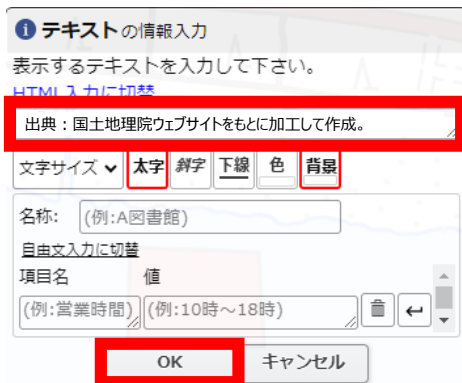 テキストの情報入力
表示するテキストを入力して下さい。
HTML入力に切替
出典：国土地理院ウェブサイトをもとに加工して作成。
文字サイズ 太字 斜字 下線 色 背景
名称: (例:A図書館)
自由文入力に切替
項目名 値
(例:営業時間) (例:10時～18時)
OK キャンセル